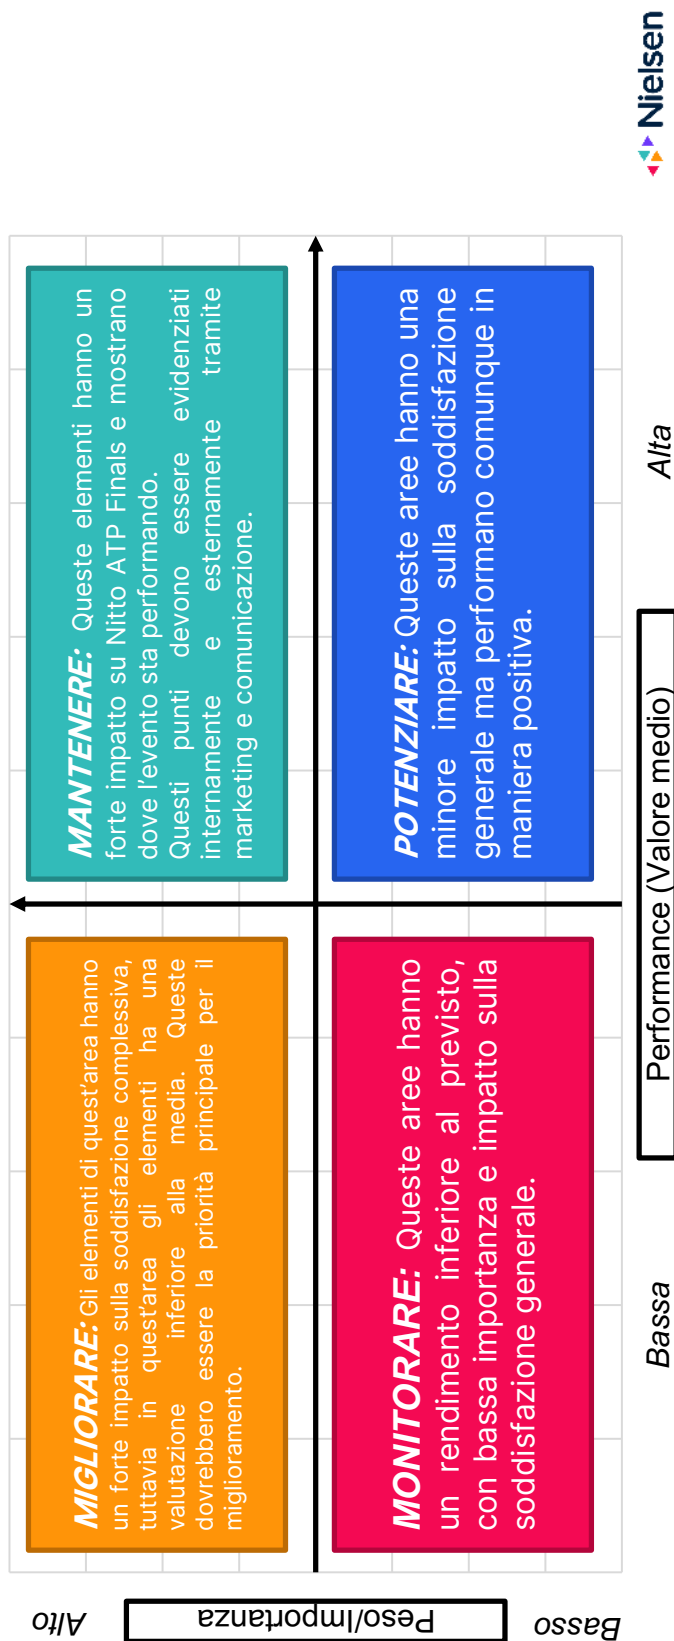 Alto
Peso/Importanza
Basso
MIGLIORARE: Gli elementi di quest'area hanno
un forte impatto sulla soddisfazione complessiva,
tuttavia in quest'area gli elementi ha una
valutazione inferiore alla media. Queste
dovrebbero essere la priorità principale per il
miglioramento.
MANTENERE: Queste elementi hanno un
forte impatto su Nitto ATP Finals e mostrano
dove l'evento sta performando.
Questi punti devono essere evidenziati
internamente e esternamente tramite
marketing e comunicazione.
MONITORARE: Queste aree hanno
un rendimento inferiore al previsto,
con bassa importanza e impatto sulla
soddisfazione generale.
POTENZIARE: Queste aree hanno una
minore impatto sulla soddisfazione
generale ma performano comunque in
maniera positiva.
Bassa
Performance (Valore medio)
Alta
Nielsen